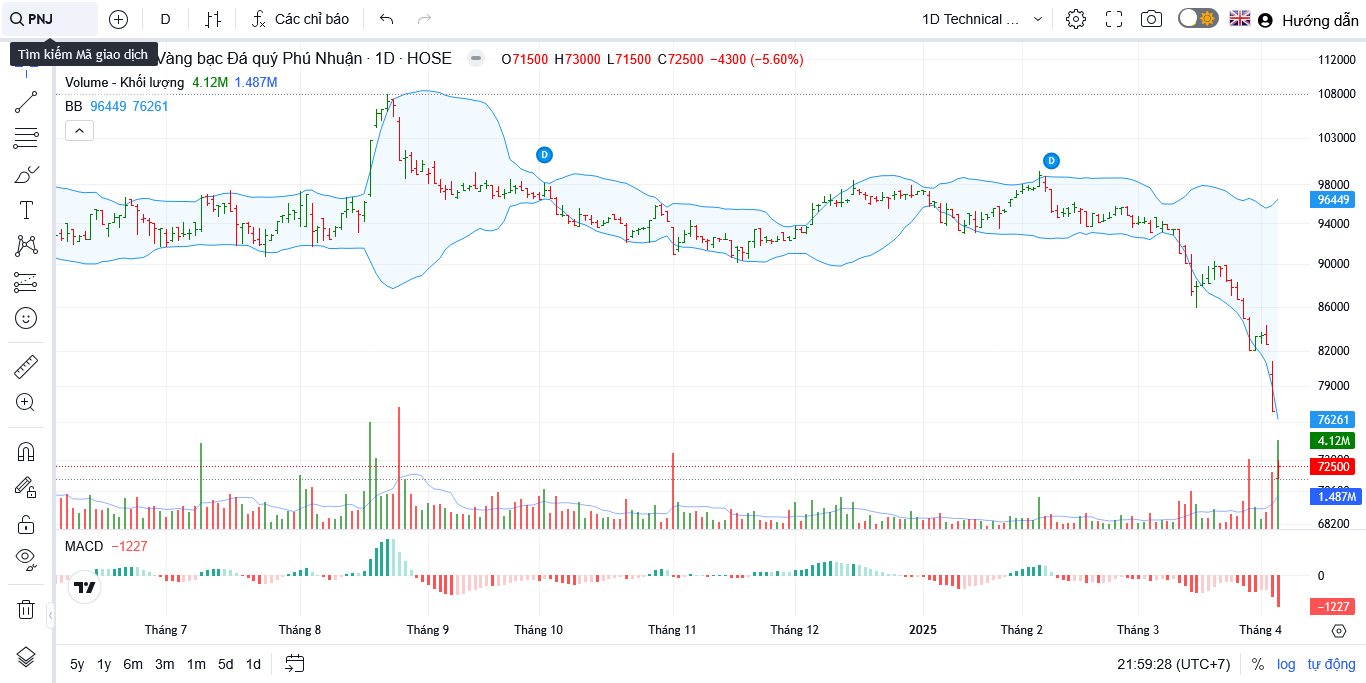 PNJ
D
Các chỉ báo
1D Technical ...
Hướng dẫn
Tìm kiếm Mã giao dịch
Vàng bạc Đá quý Phú Nhuận · 1D · HOSE
O71500 H73000 L71500 C72500 −4300 (−5.60%)
Volume - Khối lượng 4.12M 1.487M
BB 96449 76261
D
D
112000
108000
103000
98000
96449
94000
90000
86000
82000
79000
76261
4.12M
72500
1.487M
68200
MACD −1227
0
−1227
Tháng 7 Tháng 8 Tháng 9 Tháng 10 Tháng 11 Tháng 12 2025 Tháng 2 Tháng 3 Tháng 4
5y 1y 6m 3m 1m 5d 1d
21:59:28 (UTC+7) % log tự động